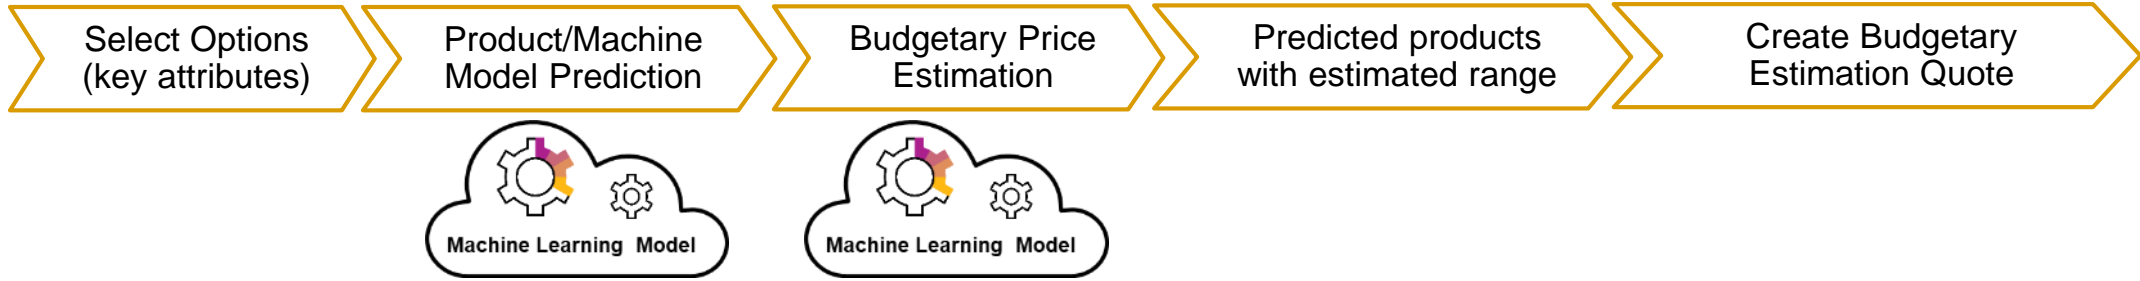 Select Options
(key attributes)
Product/Machine
Model Prediction
Budgetary Price
Estimation
Predicted products
with estimated range
Create Budgetary
Estimation Quote
Machine Learning Model
Machine Learning Model